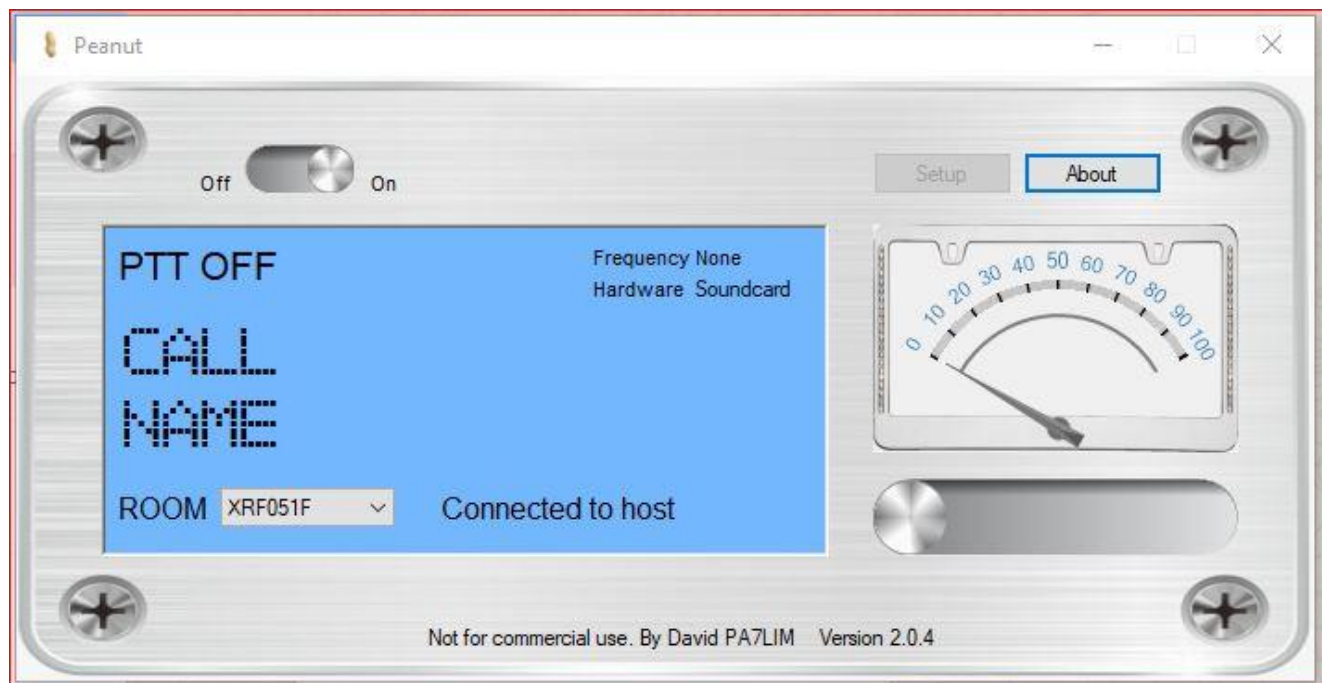 Peanut
Off On
Setup About
PTT OFF
Frequency None
Hardware Soundcard
CALL
NAME
ROOM XRF051F Connected to host
0 10 20 30 40 50 60 70 80 90 100
Not for commercial use. By David PA7LIM Version 2.0.4